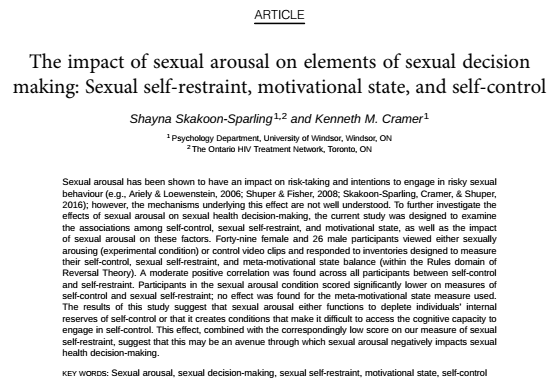 ARTICLE
The impact of sexual arousal on elements of sexual decision
making: Sexual self-restraint, motivational state, and self-control
Shayna Skakoon-Sparling1,2 and Kenneth M. Cramer1
1 Psychology Department, University of Windsor, Windsor, ON
2 The Ontario HIV Treatment Network, Toronto, ON
Sexual arousal has been shown to have an impact on risk-taking and intentions to engage in risky sexual
behaviour (e.g., Ariely & Loewenstein, 2006; Shuper & Fisher, 2008; Skakoon-Sparling, Cramer, & Shuper,
2016); however, the mechanisms underlying this effect are not well understood. To further investigate the
effects of sexual arousal on sexual health decision-making, the current study was designed to examine
the associations among self-control, sexual self-restraint, and motivational state, as well as the impact
of sexual arousal on these factors. Forty-nine female and 26 male participants viewed either sexually
arousing (experimental condition) or control video clips and responded to inventories designed to measure
their self-control, sexual self-restraint, and meta-motivational state balance (within the Rules domain of
Reversal Theory). A moderate positive correlation was found across all participants between self-control
and self-restraint. Participants in the sexual arousal condition scored significantly lower on measures of
self-control and sexual self-restraint; no effect was found for the meta-motivational state measure used.
The results of this study suggest that sexual arousal either functions to deplete individuals' internal
reserves of self-control or that it creates conditions that make it difficult to access the cognitive capacity to
engage in self-control. This effect, combined with the correspondingly low score on our measure of sexual
self-restraint, suggest that this may be an avenue through which sexual arousal negatively impacts sexual
health decision-making.
KEY WORDS: Sexual arousal, sexual decision-making, sexual self-restraint, motivational state, self-control